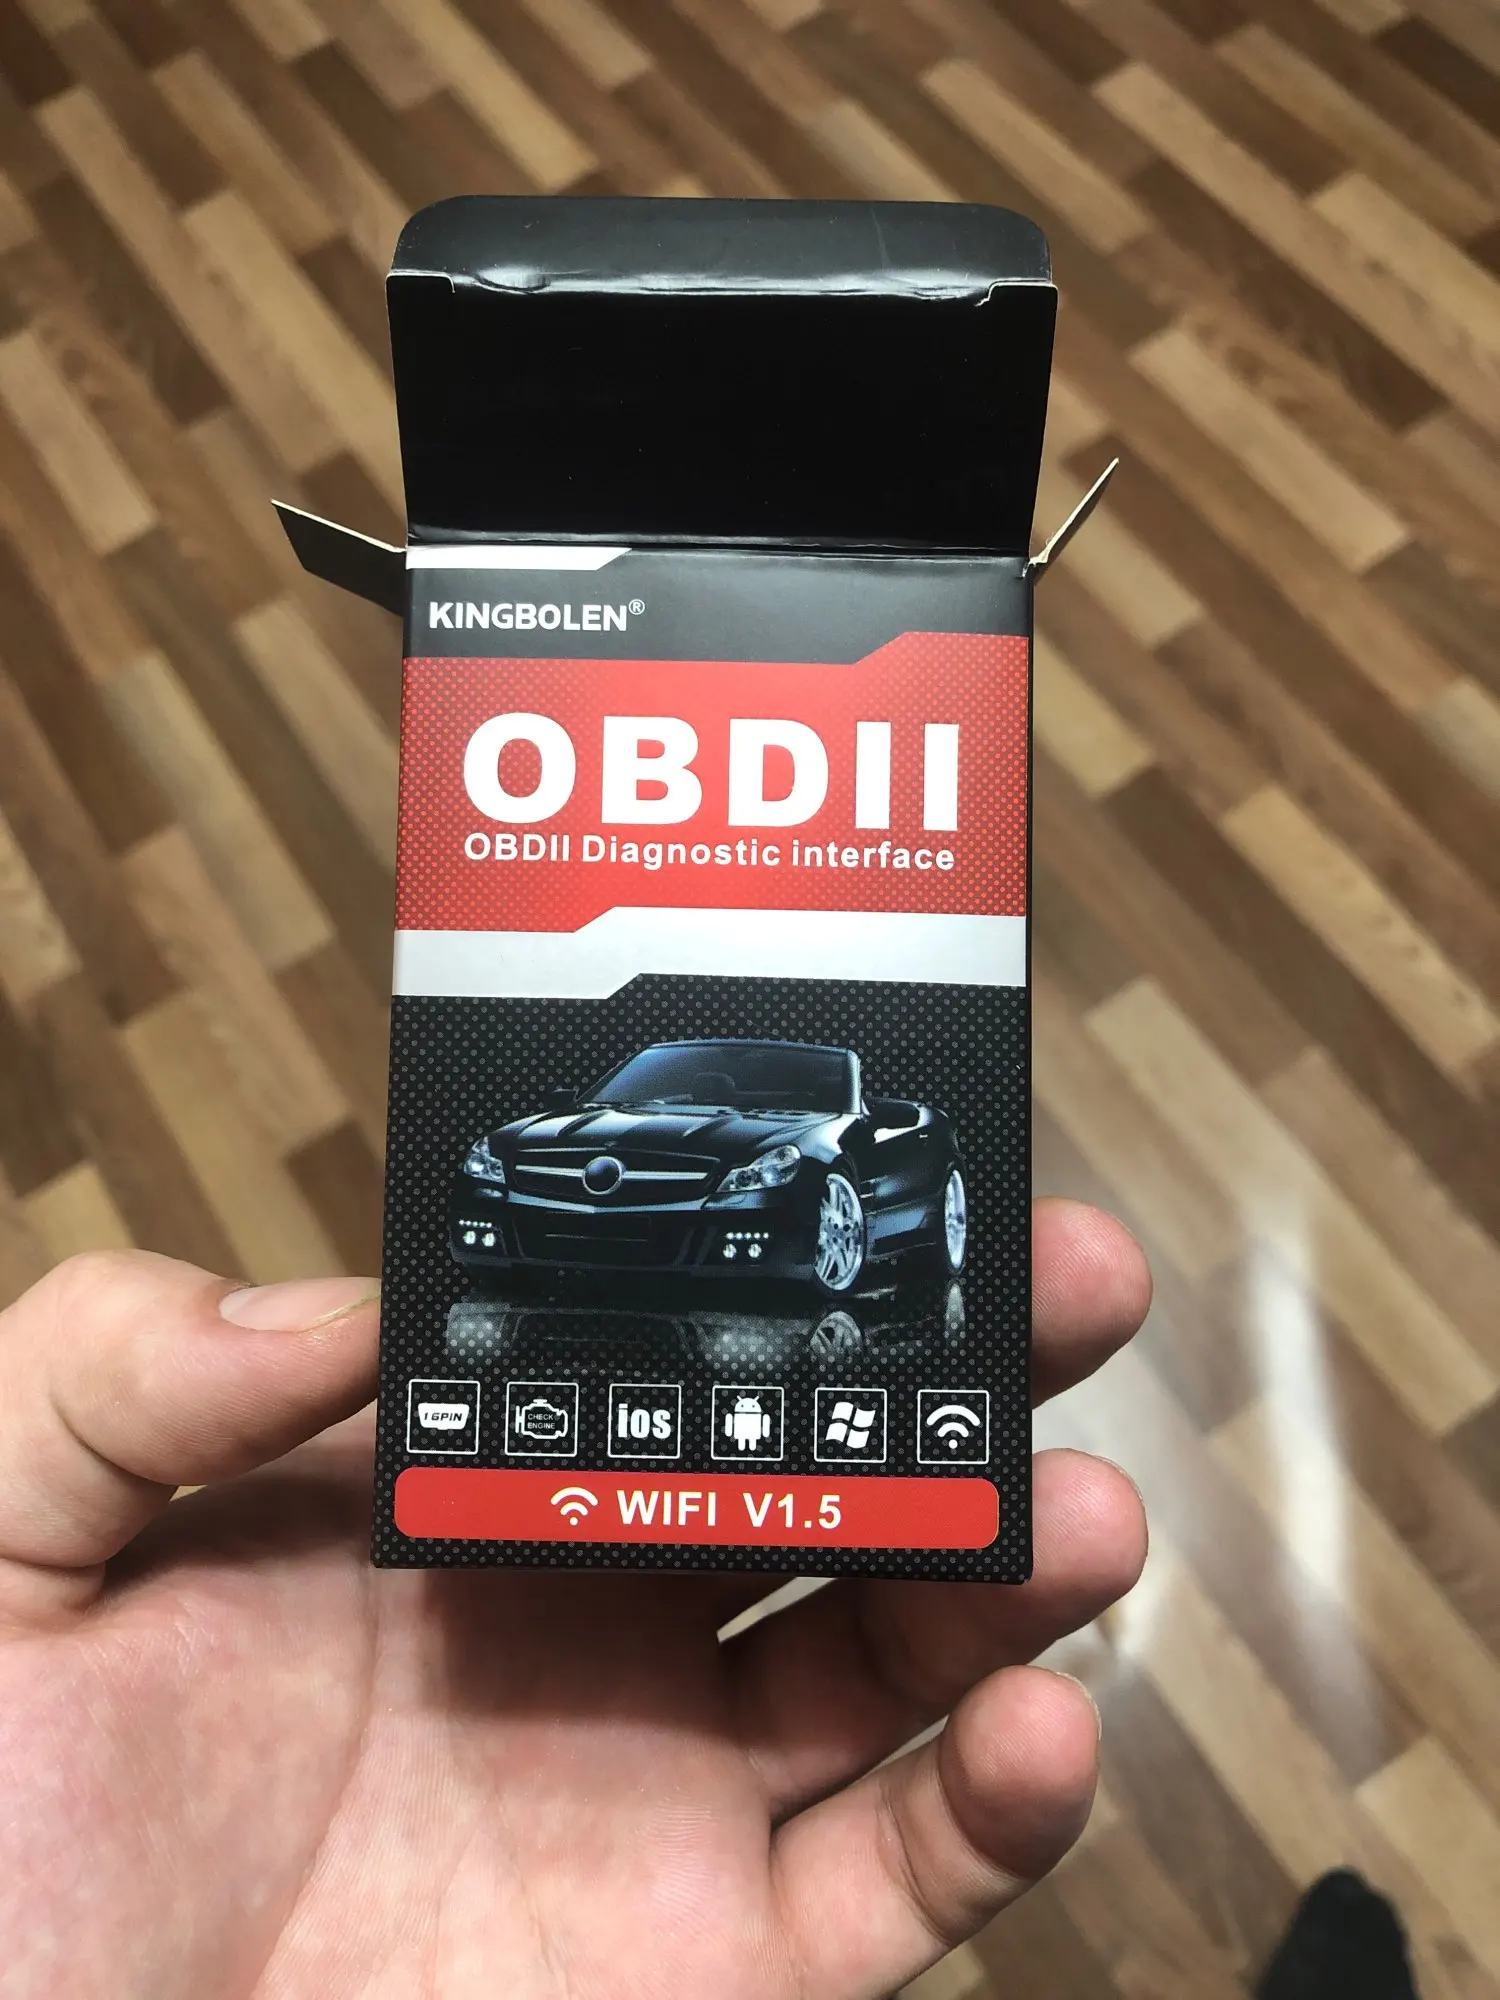 KINGBOLEN®
OBDII
OBDII Diagnostic interface
16PIN
CHECK
ENGINE
ios
WIFI V1.5